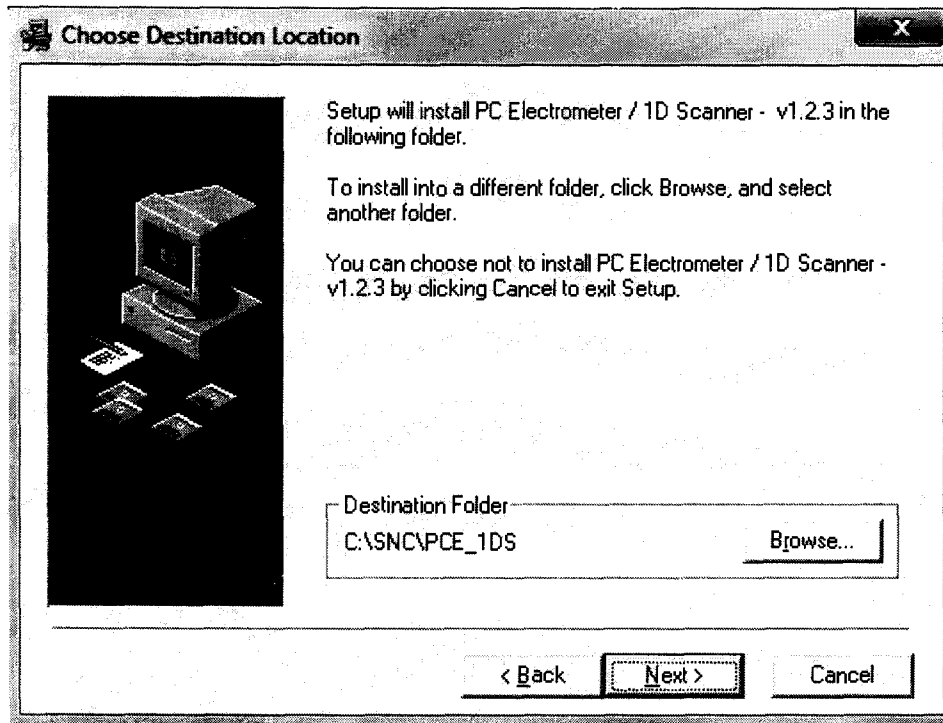 Choose Destination Location
X
Setup will install PC Electrometer / 1D Scanner - v1.2.3 in the
following folder.
To install into a different folder, click Browse, and select
another folder.
You can choose not to install PC Electrometer / 1D Scanner -
v1.2.3 by clicking Cancel to exit Setup.
Destination Folder
C:\SNC\PCE_1DS
Browse...
< Back
Next >
Cancel